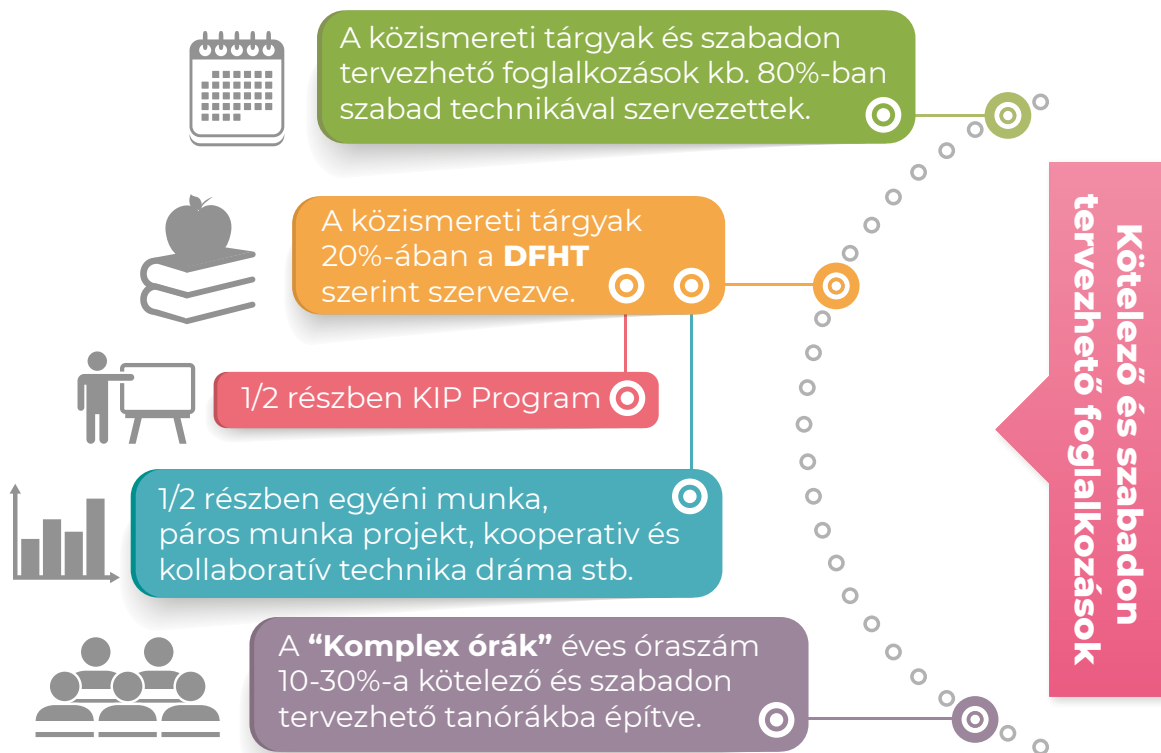 A közismereti tárgyak és szabadon
tervezhető foglalkozások kb. 80%-ban
szabad technikával szervezettek.
A közismereti tárgyak
20%-ában a DFHT
szerint szervezve.
1/2 részben KIP Program
1/2 részben egyéni munka,
páros munka projekt, kooperativ és
kollaboratív technika dráma stb.
A “Komplex órák” éves óraszám
10-30%-a kötelező és szabadon
tervezhető tanórákba építve.
Kötelező és szabadon
tervezhető foglalkozások